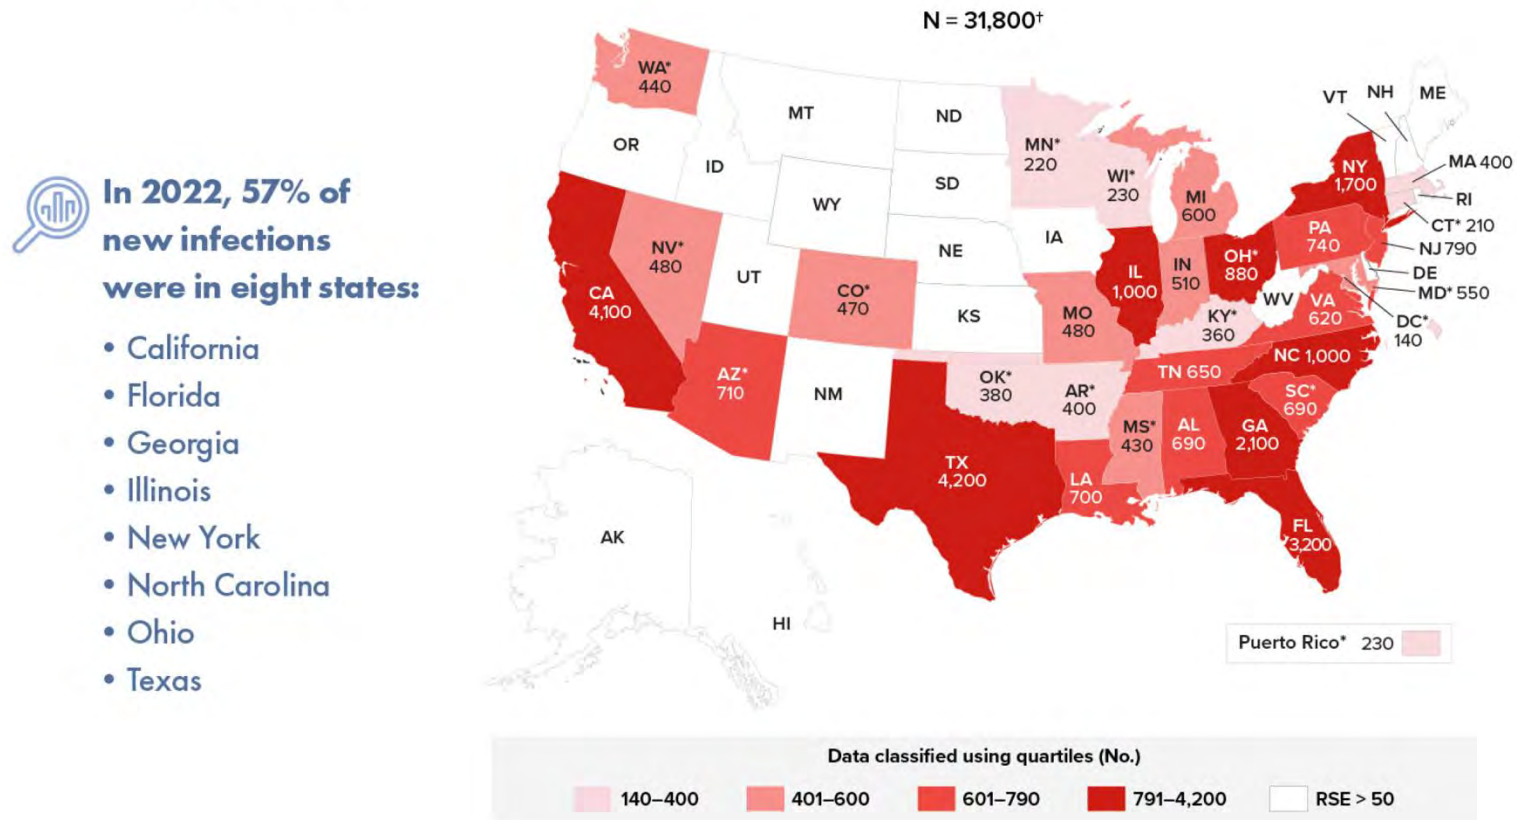 N = 31,800†
In 2022, 57% of
new infections
were in eight states:
• California
• Florida
• Georgia
• Illinois
• New York
• North Carolina
• Ohio
• Texas
WA*
440
OR
ID
MT
ND
SD
WY
NE
KS
IA
MN*
220
WI*
230
MI
600
VT
NH
ME
NY
1,700
MA 400
RI
CT* 210
NJ 790
DE
MD* 550
DC*
140
PA
740
OH*
880
IN
510
IL
1,000
WV
VA
620
KY*
360
NC 1,000
TN 650
SC*
690
GA
2,100
AL
690
MS*
430
FL
3,200
LA
700
AR*
400
MO
480
OK*
380
TX
4,200
NM
CO*
470
UT
NV*
480
CA
4,100
AZ*
710
AK
HI
Puerto Rico* 230
Data classified using quartiles (No.)
140–400
401–600
601–790
791–4,200
RSE > 50